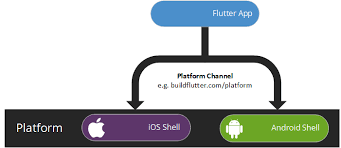 Flutter App
Platform Channel
e.g. buildflutter.com/platform
Platform
iOS Shell
Android Shell